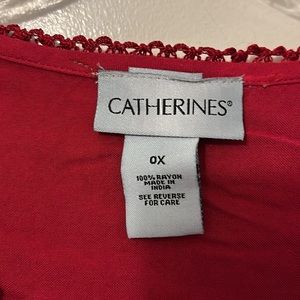 CATHERINES®
0X
100% RAYON
MADE IN
INDIA
SEE REVERSE
FOR CARE